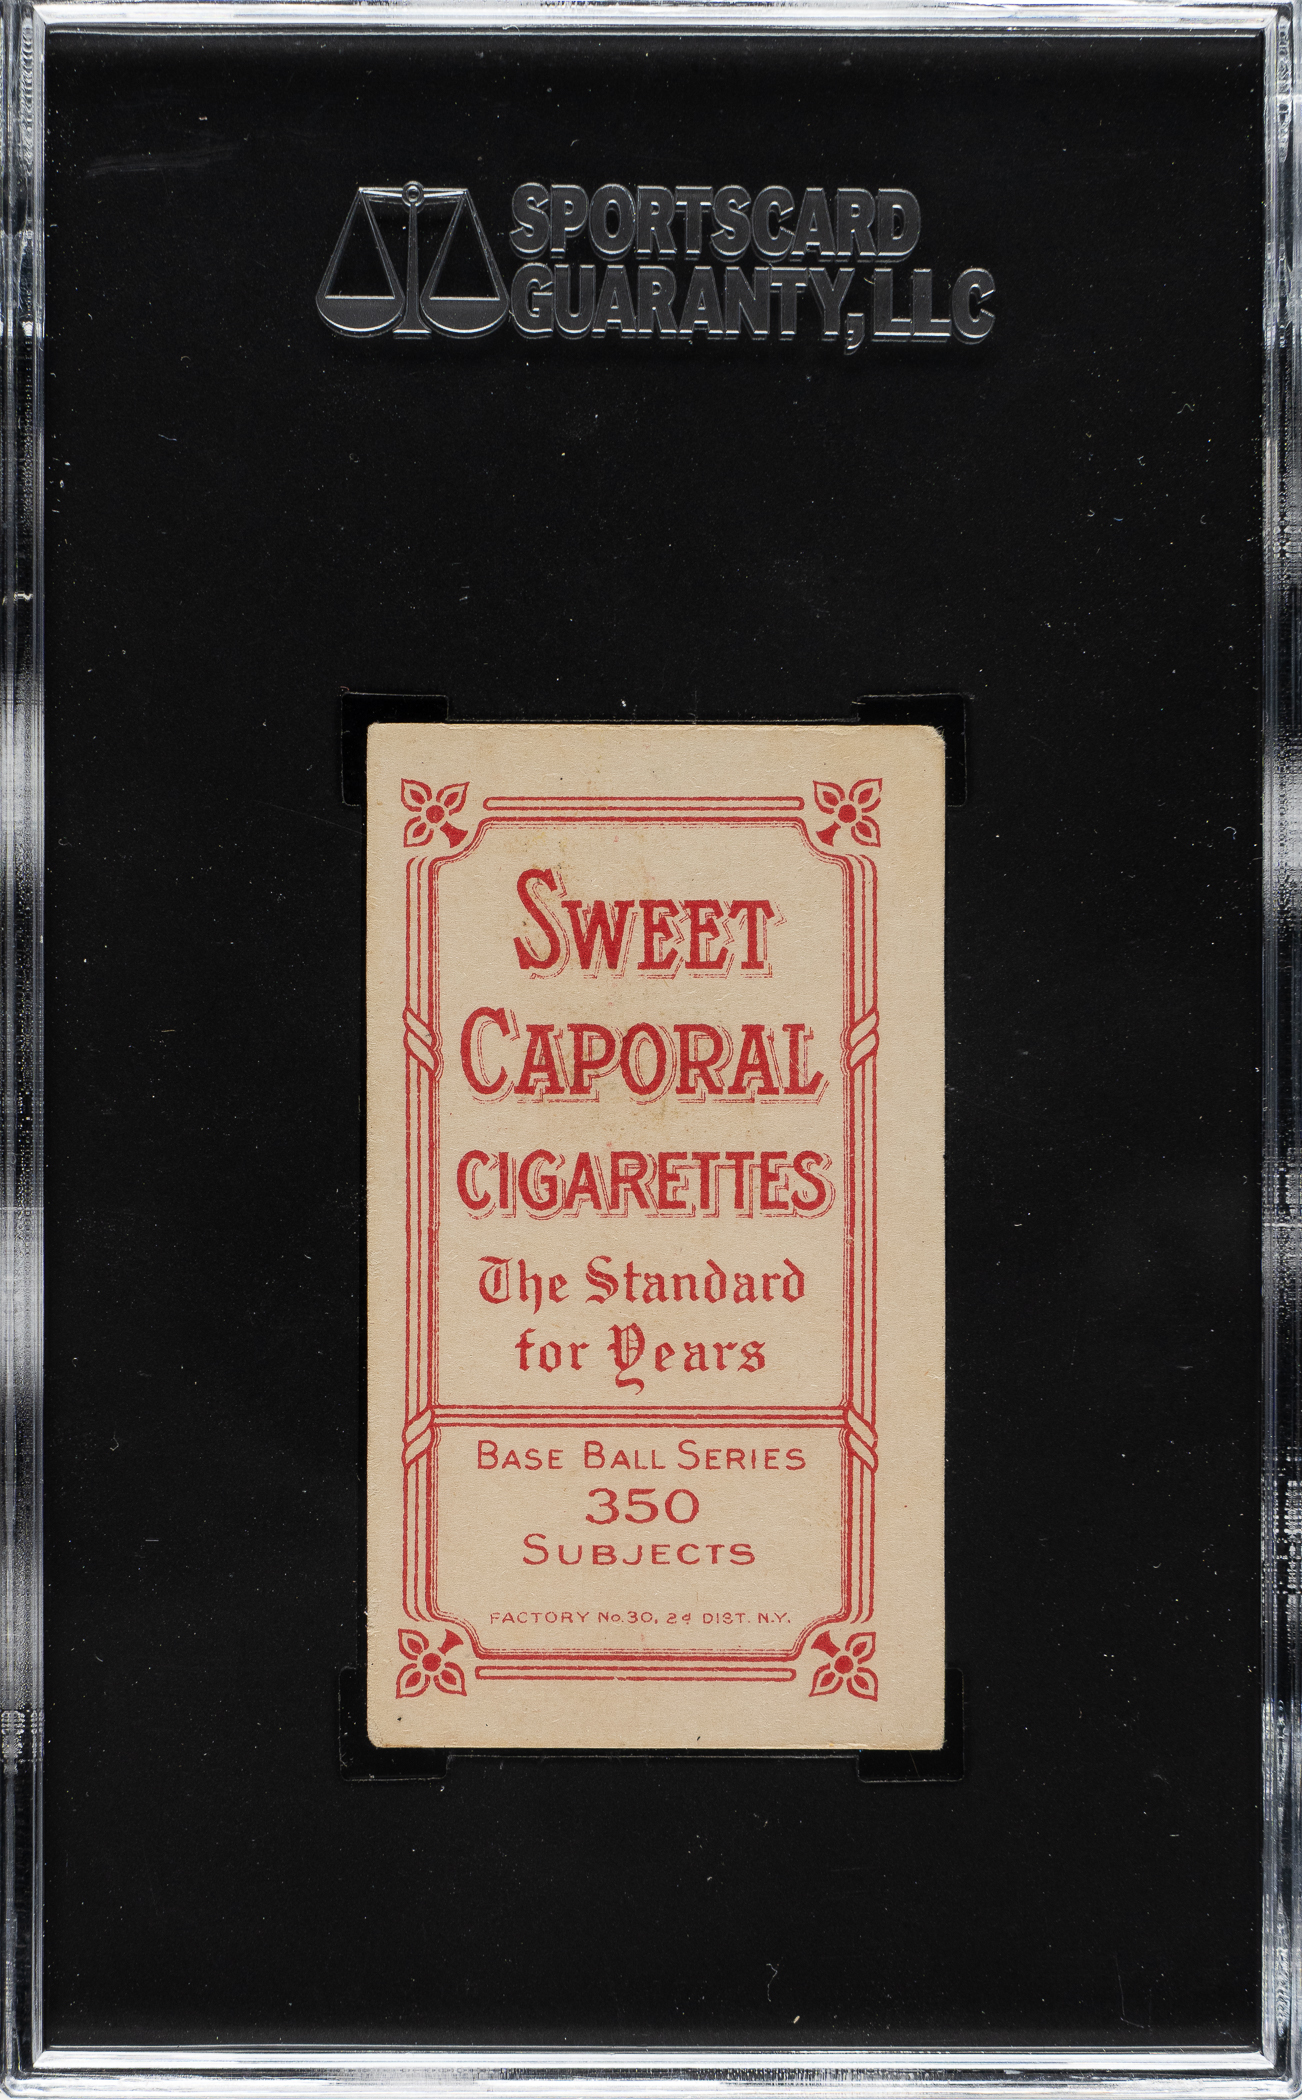 SPORTSCARD
GUARANTY, LLC
SWEET
CAPORAL
CIGARETTES
The Standard
for Years
BASE BALL SERIES
350
SUBJECTS
FACTORY No. 30, 2d DIST. N.Y.